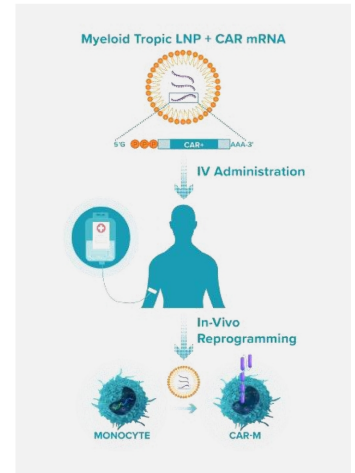 Myeloid Tropic LNP + CAR mRNA
5'G P P P CAR+ AAA-3'
IV Administration
In-Vivo
Reprogramming
MONOCYTE CAR-M